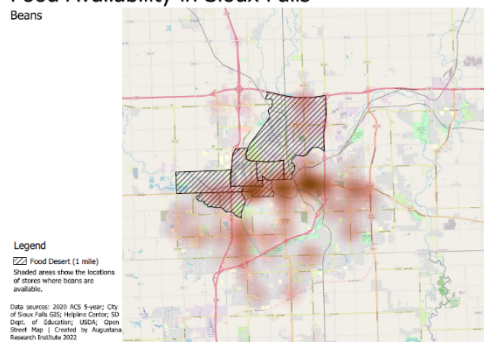 Food Availability in Sioux Falls
Beans
Legend
Food Desert (1 mile)
Shaded areas show the locations
of stores where beans are
available.
Data sources: 2020 ACS 5-year; City
of Sioux Falls GIS; Helpline Center; SD
Dept. of Education; USDA; Open
Street Map | Created by Augustana
Research Institute 2022